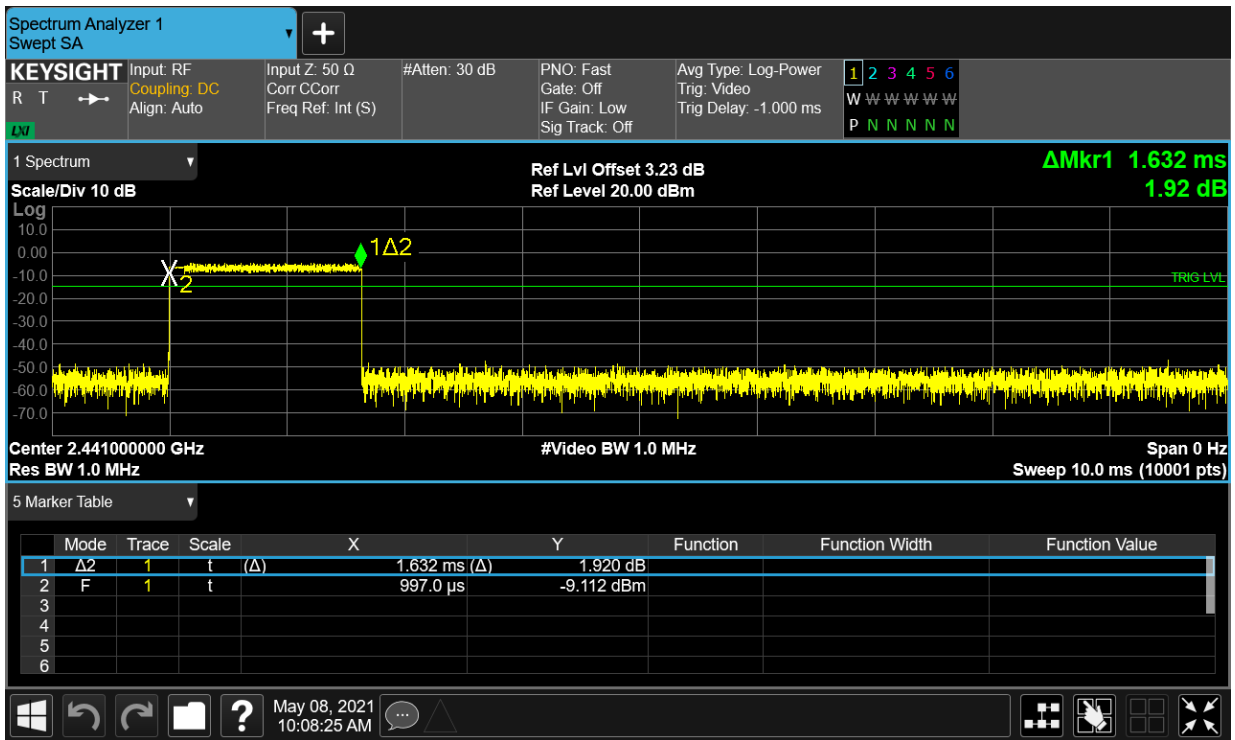 Spectrum Analyzer 1
Swept SA
KEYSIGHT
R T
LXI
Input: RF
Coupling: DC
Align: Auto
Input Z: 50 Ω
Corr CCorr
Freq Ref: Int (S)
#Atten: 30 dB
PNO: Fast
Gate: Off
IF Gain: Low
Sig Track: Off
Avg Type: Log-Power
Trig: Video
Trig Delay: -1.000 ms
1 2 3 4 5 6
W W W W W W
P N N N N N
1 Spectrum
Scale/Div 10 dB
Ref Lvl Offset 3.23 dB
Ref Level 20.00 dBm
ΔMkr1 1.632 ms
1.92 dB
Log
10.0
0.00
-10.0
-20.0
-30.0
-40.0
-50.0
-60.0
-70.0
1Δ2
2
TRIG LVL
Center 2.441000000 GHz
#Video BW 1.0 MHz
Span 0 Hz
Res BW 1.0 MHz
Sweep 10.0 ms (10001 pts)
5 Marker Table
Mode Trace Scale X Y Function Function Width Function Value
1 Δ2 1 t (Δ) 1.632 ms (Δ) 1.920 dB
2 F 1 t 997.0 µs -9.112 dBm
3
4
5
6
?
May 08, 2021
10:08:25 AM